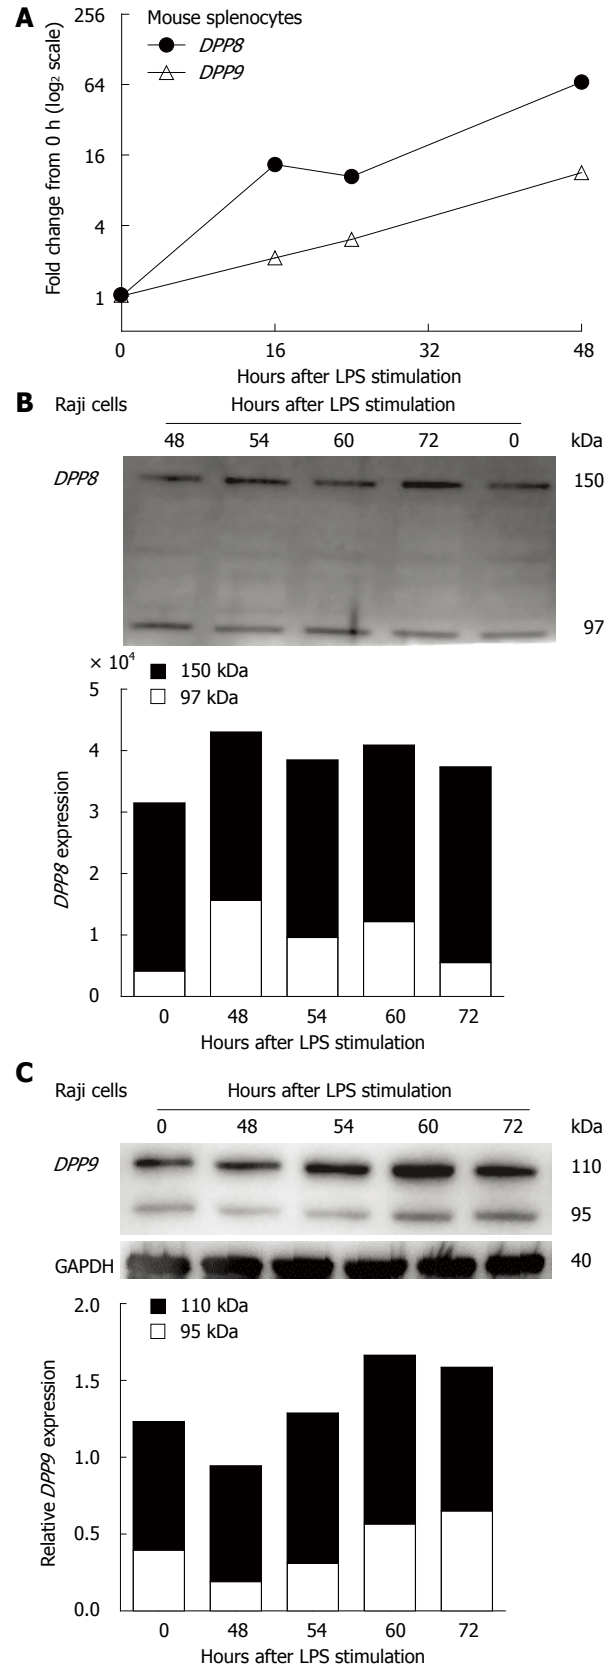 A
Mouse splenocytes
DPP8
DPP9
Fold change from 0 h (log₂ scale)
256
64
16
4
1
0 16 32 48
Hours after LPS stimulation
B Raji cells Hours after LPS stimulation
48 54 60 72 0 kDa
DPP8 150
97
× 10⁴
150 kDa
97 kDa
DPP8 expression
5
4
3
2
1
0
0 48 54 60 72
Hours after LPS stimulation
C
Raji cells Hours after LPS stimulation
0 48 54 60 72 kDa
DPP9 110
95
GAPDH 40
110 kDa
95 kDa
Relative DPP9 expression
2.0
1.5
1.0
0.5
0.0
0 48 54 60 72
Hours after LPS stimulation